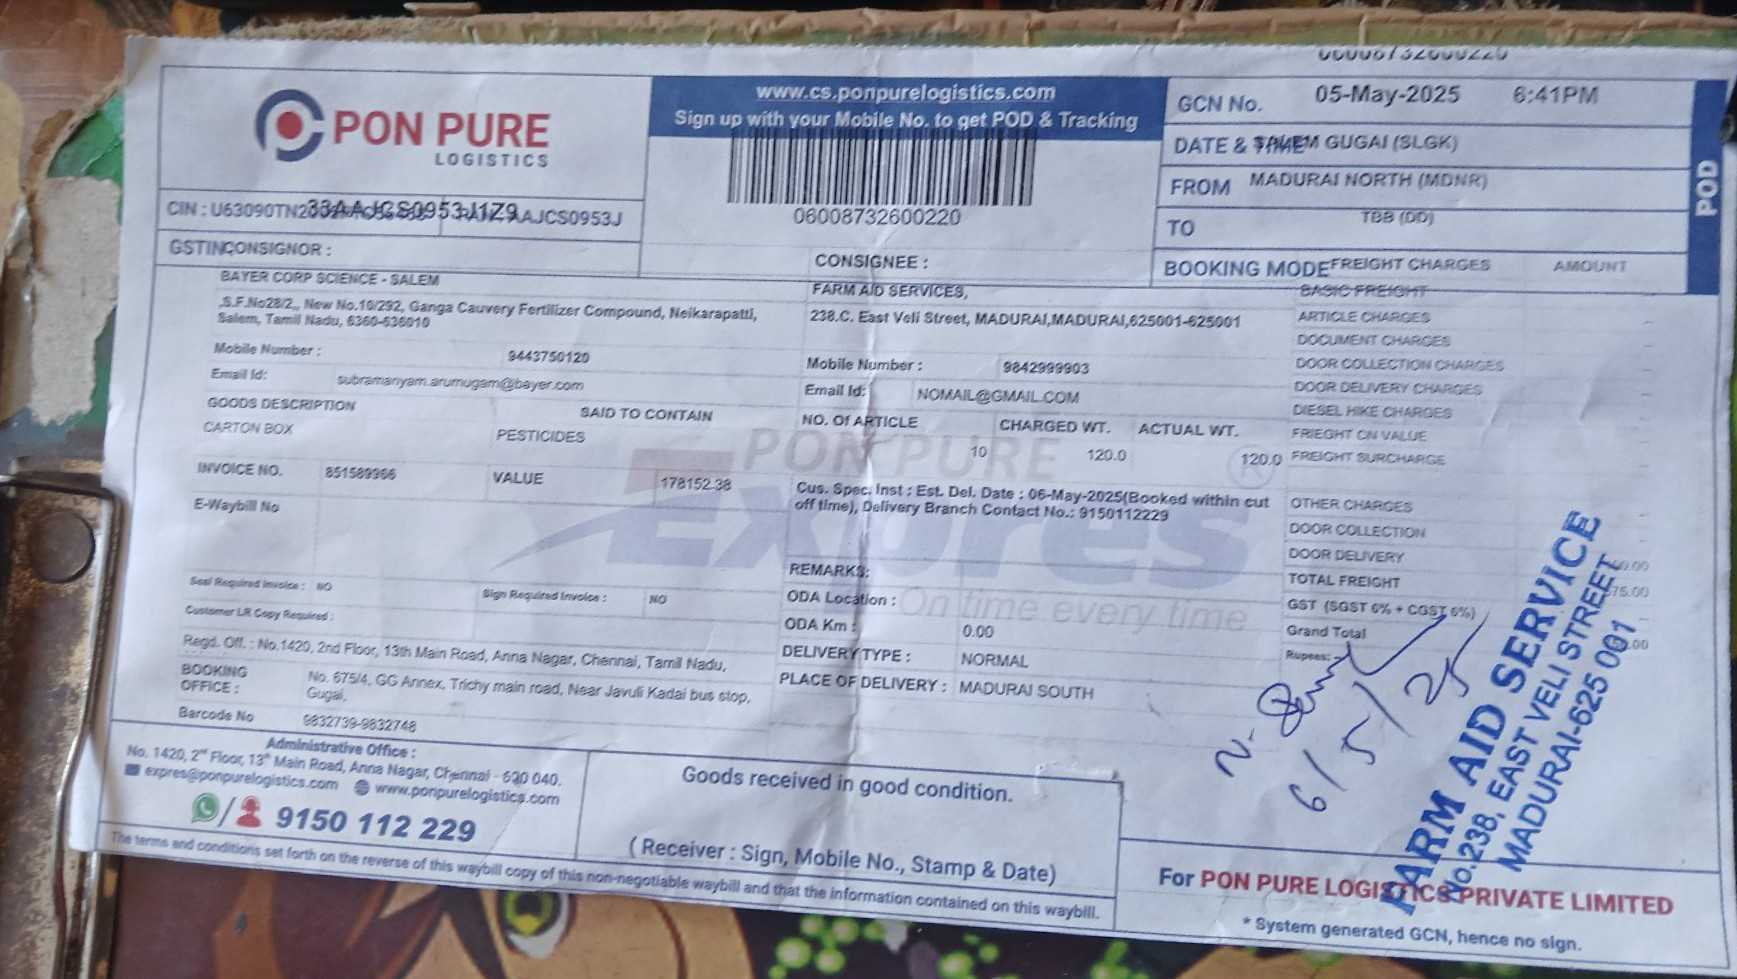 PON PURE
LOGISTICS
www.cs.ponpurelogistics.com
Sign up with your Mobile No. to get POD & Tracking
06008732600220
06008732600220
GCN No. 05-May-2025 6:41PM
DATE & TIME SALEM GUGAI (SLGK)
FROM MADURAI NORTH (MDNR)
TO TBB (DD)
BOOKING MODE FREIGHT CHARGES AMOUNT
POD
CIN : U63090TN 33AAJCS0953J1Z9 AAJCS0953J
GSTIN CONSIGNOR :
BAYER CORP SCIENCE - SALEM
,S.F.No28/2,, New No.10/292, Ganga Cauvery Fertilizer Compound, Neikarapatti,
Salem, Tamil Nadu, 6360-636010
Mobile Number : 9443750120
Email Id: subramanyam.arumugam@bayer.com
CONSIGNEE :
FARM AID SERVICES,
238.C. East Veli Street, MADURAI,MADURAI,625001-625001
Mobile Number : 9842999903
Email Id: NOMAIL@GMAIL.COM
GOODS DESCRIPTION SAID TO CONTAIN
CARTON BOX PESTICIDES
NO. Of ARTICLE CHARGED WT. ACTUAL WT.
10 120.0 120.0
INVOICE NO. 851589966 VALUE 178152.38
E-Waybill No
Cus. Spec. Inst : Est. Del. Date : 06-May-2025(Booked within cut
off time), Delivery Branch Contact No.: 9150112229
PON PURE
Expres
On time every time
Seal Required Invoice : NO Sign Required Invoice : NO
Customer LR Copy Required :
REMARKS:
ODA Location :
ODA Km : 0.00
DELIVERY TYPE : NORMAL
PLACE OF DELIVERY : MADURAI SOUTH
Regd. Off. : No.1420, 2nd Floor, 13th Main Road, Anna Nagar, Chennai, Tamil Nadu,
BOOKING OFFICE : No. 675/4, GG Annex, Trichy main road, Near Javuli Kadai bus stop,
Gugai,
Barcode No 9832739-9832748
BASIC FREIGHT
ARTICLE CHARGES
DOCUMENT CHARGES
DOOR COLLECTION CHARGES
DOOR DELIVERY CHARGES
DIESEL HIKE CHARGES
FRIEGHT ON VALUE
FREIGHT SURCHARGE
OTHER CHARGES
DOOR COLLECTION
DOOR DELIVERY
TOTAL FREIGHT
GST (SGST 6% + CGST 6%)
Grand Total
Rupees:
6/5/25
FARM AID SERVICE
No.238, EAST VELI STREET
MADURAI-625 001
Administrative Office :
No. 1420, 2nd Floor, 13th Main Road, Anna Nagar, Chennai - 600 040.
expres@ponpurelogistics.com www.ponpurelogistics.com
9150 112 229
Goods received in good condition.
( Receiver : Sign, Mobile No., Stamp & Date)
The terms and conditions set forth on the reverse of this waybill copy of this non-negotiable waybill and that the information contained on this waybill.
For PON PURE LOGISTICS PRIVATE LIMITED
* System generated GCN, hence no sign.